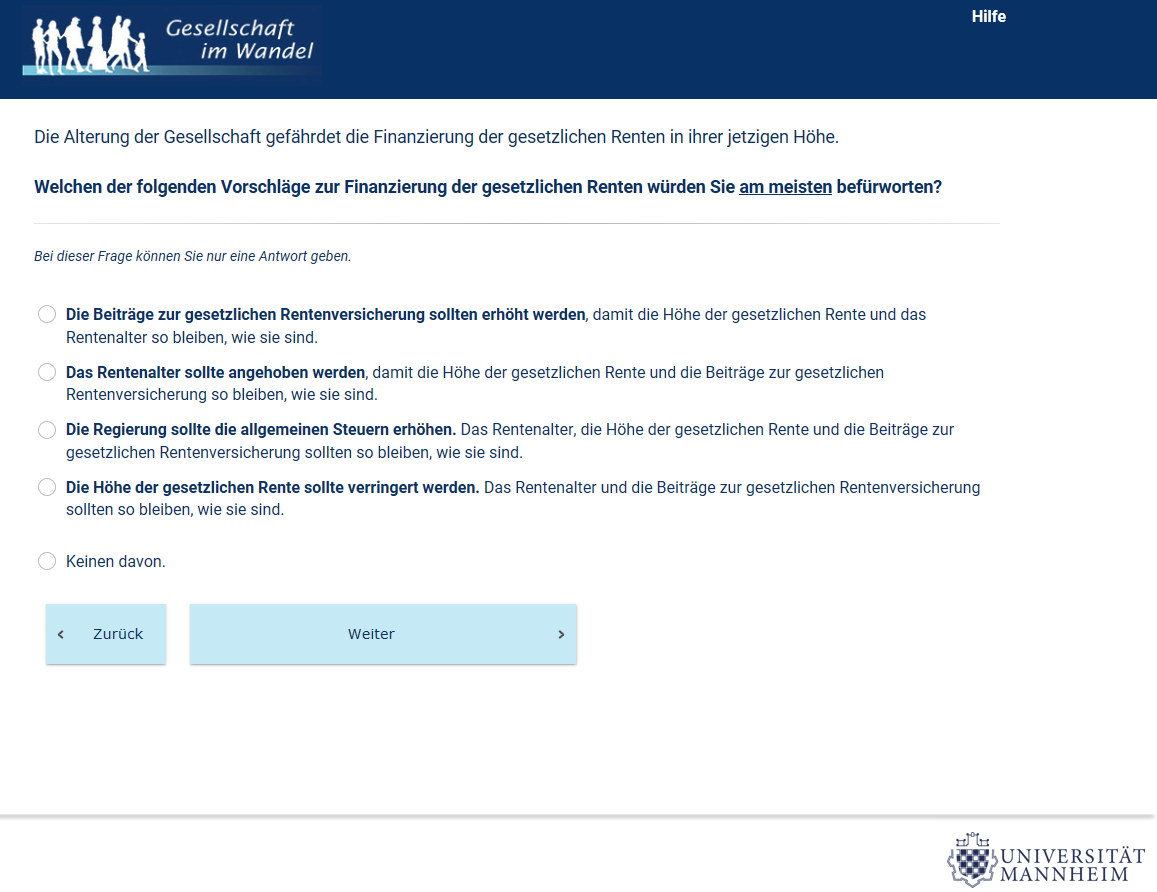 Gesellschaft
im Wandel
Hilfe
Die Alterung der Gesellschaft gefährdet die Finanzierung der gesetzlichen Renten in ihrer jetzigen Höhe.
Welchen der folgenden Vorschläge zur Finanzierung der gesetzlichen Renten würden Sie am meisten befürworten?
Bei dieser Frage können Sie nur eine Antwort geben.
Die Beiträge zur gesetzlichen Rentenversicherung sollten erhöht werden, damit die Höhe der gesetzlichen Rente und das
Rentenalter so bleiben, wie sie sind.
Das Rentenalter sollte angehoben werden, damit die Höhe der gesetzlichen Rente und die Beiträge zur gesetzlichen
Rentenversicherung so bleiben, wie sie sind.
Die Regierung sollte die allgemeinen Steuern erhöhen. Das Rentenalter, die Höhe der gesetzlichen Rente und die Beiträge zur
gesetzlichen Rentenversicherung sollten so bleiben, wie sie sind.
Die Höhe der gesetzlichen Rente sollte verringert werden. Das Rentenalter und die Beiträge zur gesetzlichen Rentenversicherung
sollten so bleiben, wie sie sind.
Keinen davon.
Zurück
Weiter
UNIVERSITÄT
MANNHEIM